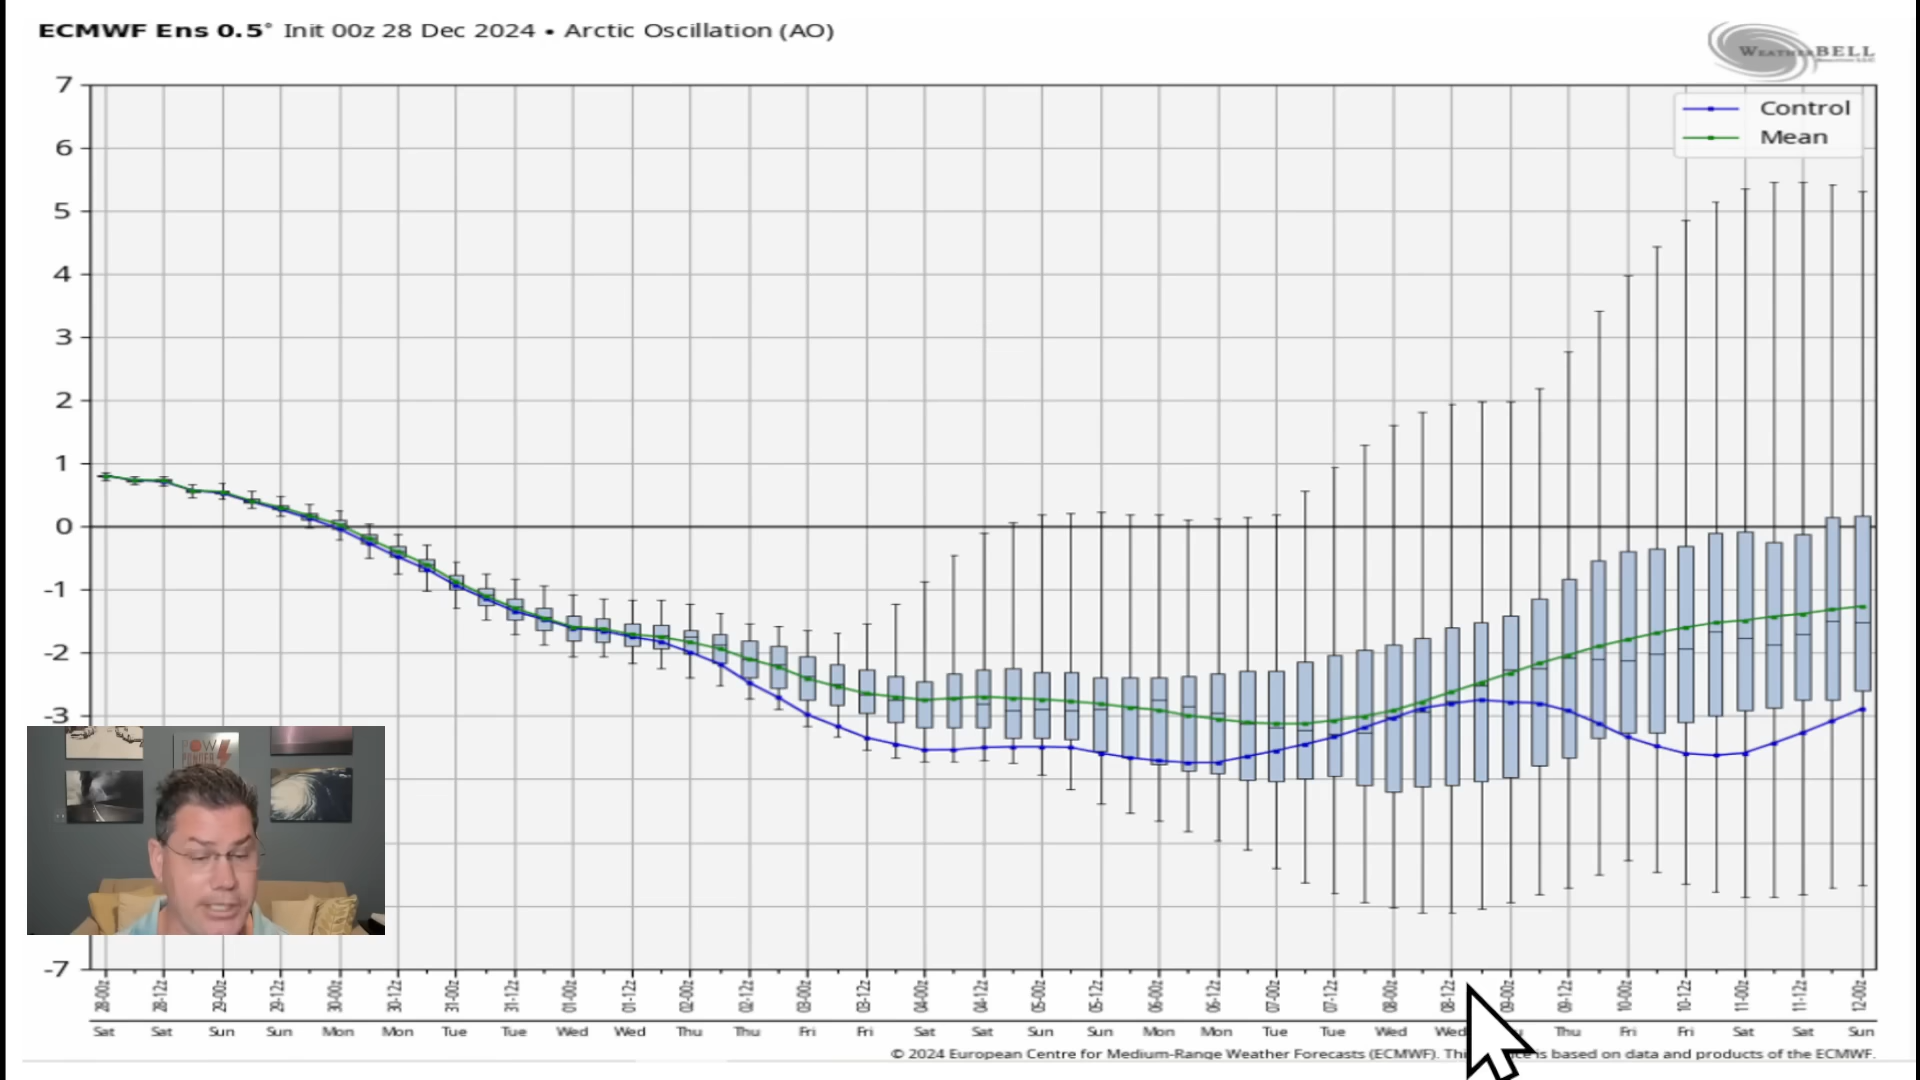 ECMWF Ens 0.5° Init 00z 28 Dec 2024 • Arctic Oscillation (AO)
WEATHERBELL
Control
Mean
7
6
5
4
3
2
1
0
-1
-2
-3
-7
28-00z 28-12z 29-00z 29-12z 30-00z 30-12z 31-00z 31-12z 01-00z 01-12z 02-00z 02-12z 03-00z 03-12z 04-00z 04-12z 05-00z 05-12z 06-00z 06-12z 07-00z 07-12z 08-00z 08-12z 09-00z 09-12z 10-00z 10-12z 11-00z 11-12z 12-00z
Sat Sat Sun Sun Mon Mon Tue Tue Wed Wed Thu Thu Fri Fri Sat Sat Sun Sun Mon Mon Tue Tue Wed Wed Thu Fri Fri Sat Sat Sun
© 2024 European Centre for Medium-Range Weather Forecasts (ECMWF). is based on data and products of the ECMWF.
POW